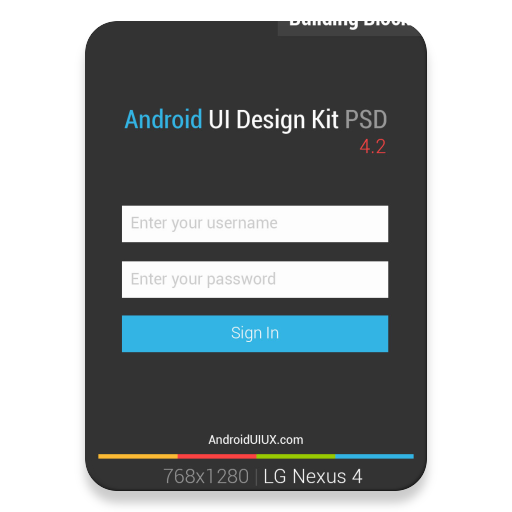 Building Block
Android UI Design Kit PSD
4.2
Enter your username
Enter your password
Sign In
AndroidUIUX.com
768x1280 | LG Nexus 4